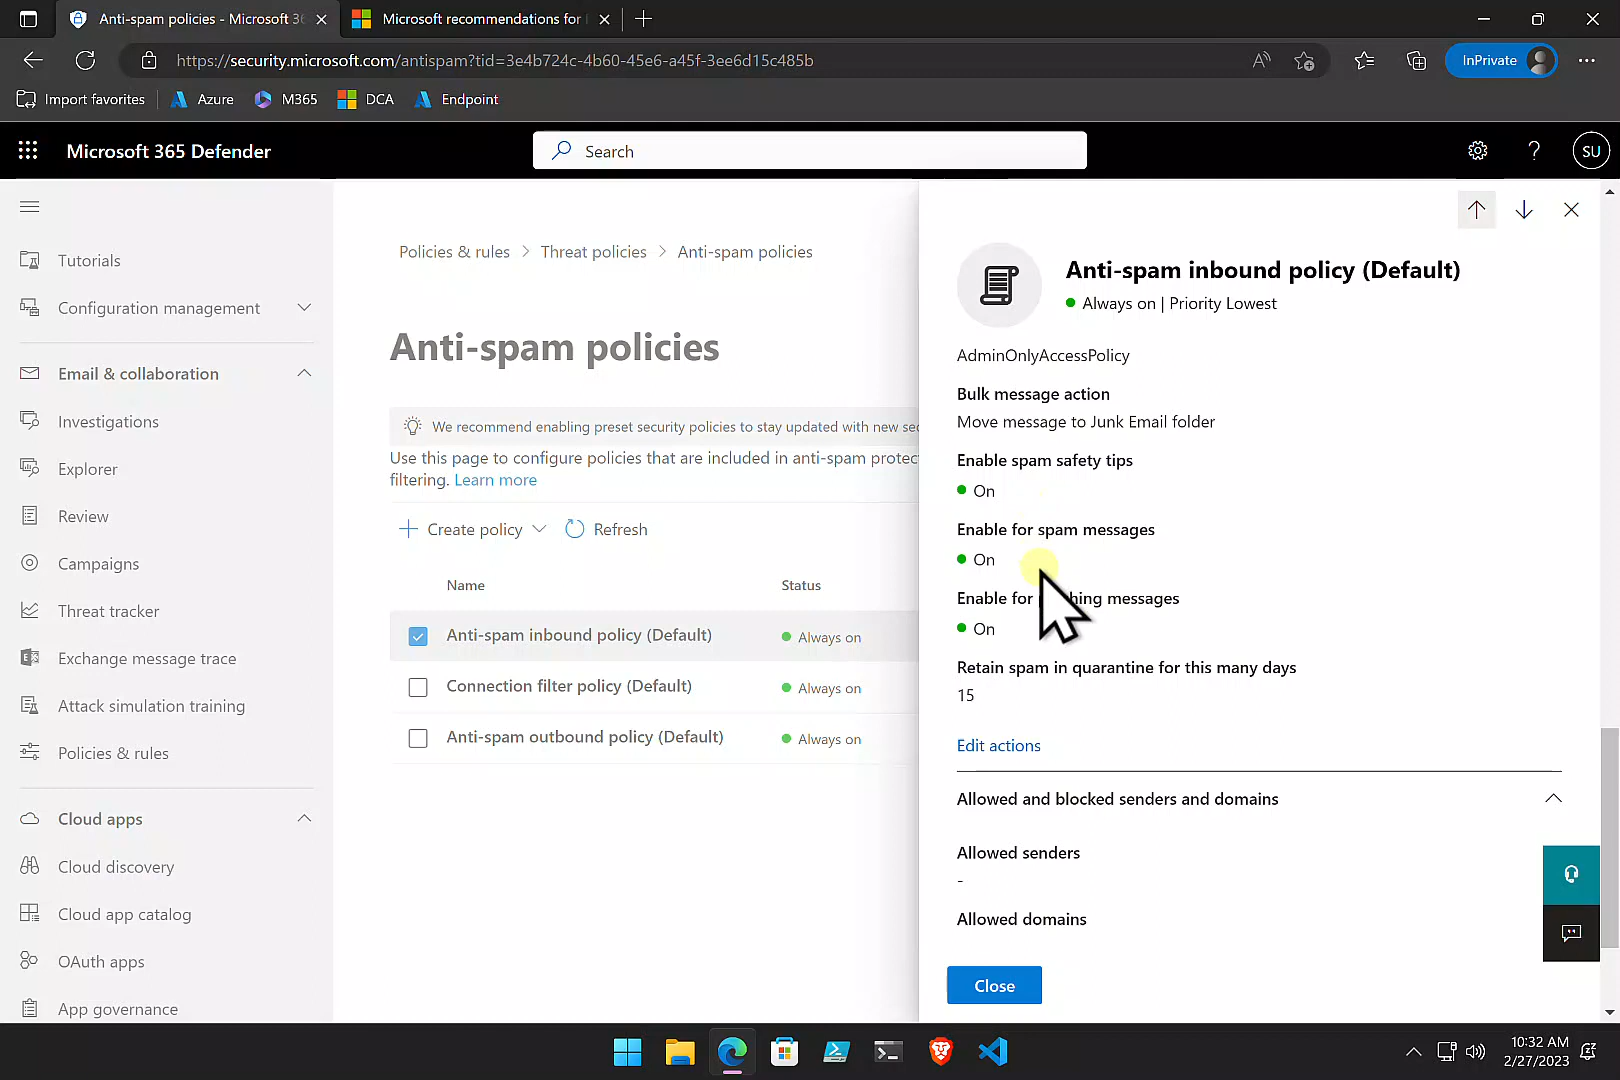 Anti-spam policies - Microsoft 36
Microsoft recommendations for
https://security.microsoft.com/antispam?tid=3e4b724c-4b60-45e6-a45f-3ee6d15c485b
InPrivate
Import favorites
Azure
M365
DCA
Endpoint
Microsoft 365 Defender
Search
SU
Tutorials
Configuration management
Email & collaboration
Investigations
Explorer
Review
Campaigns
Threat tracker
Exchange message trace
Attack simulation training
Policies & rules
Cloud apps
Cloud discovery
Cloud app catalog
OAuth apps
App governance
Policies & rules > Threat policies > Anti-spam policies
Anti-spam policies
We recommend enabling preset security policies to stay updated with new sec
Use this page to configure policies that are included in anti-spam protec
filtering. Learn more
Create policy
Refresh
Name
Status
Anti-spam inbound policy (Default)
Always on
Connection filter policy (Default)
Always on
Anti-spam outbound policy (Default)
Always on
Anti-spam inbound policy (Default)
Always on | Priority Lowest
AdminOnlyAccessPolicy
Bulk message action
Move message to Junk Email folder
Enable spam safety tips
On
Enable for spam messages
On
Enable for hing messages
On
Retain spam in quarantine for this many days
15
Edit actions
Allowed and blocked senders and domains
Allowed senders
-
Allowed domains
Close
10:32 AM
2/27/2023